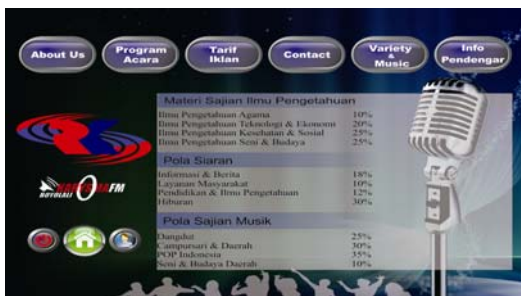 About Us
Program
Acara
Tarif
Iklan
Contact
Variety
&
Music
Info
Pendengar
Materi Sajian Ilmu Pengetahuan
Ilmu Pengetahuan Agama 10%
Ilmu Pengetahuan Teknologi & Ekonomi 20%
Ilmu Pengetahuan Kesehatan & Sosial 25%
Ilmu Pengetahuan Seni & Budaya 25%
Pola Siaran
Informasi & Berita 18%
Layanan Masyarakat 10%
Pendidikan & Ilmu Pengetahuan 12%
Hiburan 30%
Pola Sajian Musik
Dangdut 25%
Campursari & Daerah 30%
POP Indonesia 35%
Seni & Budaya Daerah 10%
BOYOLALI
FM